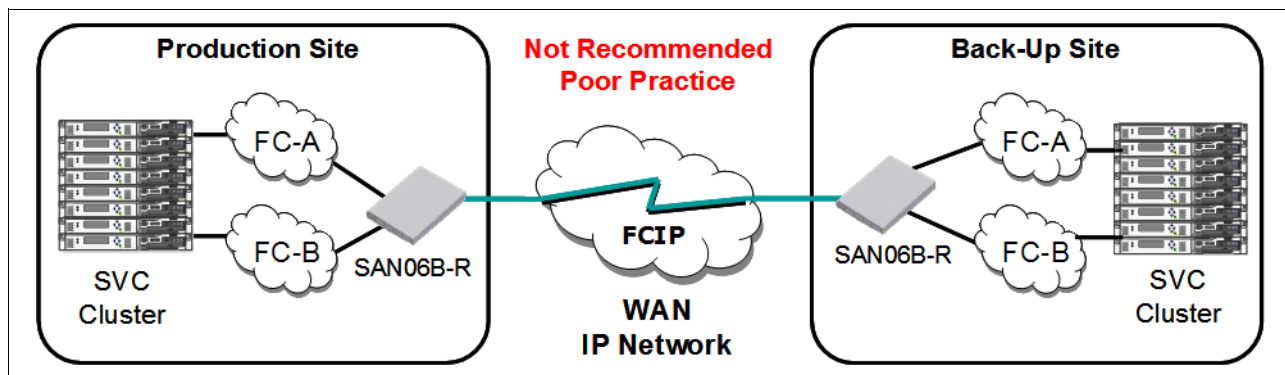 Production Site
FC-A
FC-B
SVC
Cluster
SAN06B-R
Not Recommended
Poor Practice
FCIP
WAN
IP Network
Back-Up Site
SAN06B-R
FC-A
FC-B
SVC
Cluster